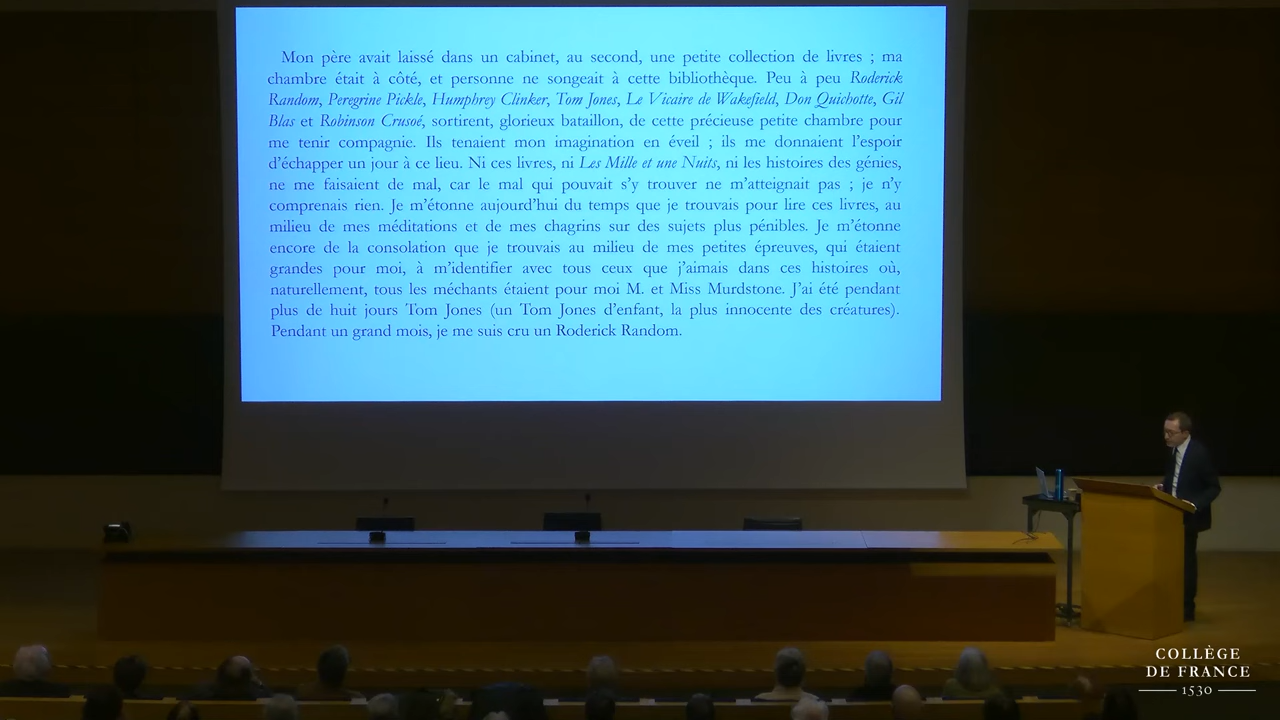 Mon père avait laissé dans un cabinet, au second, une petite collection de livres ; ma
chambre était à côté, et personne ne songeait à cette bibliothèque. Peu à peu Roderick
Random, Peregrine Pickle, Humphrey Clinker, Tom Jones, Le Vicaire de Wakefield, Don Quichotte, Gil
Blas et Robinson Crusoé, sortirent, glorieux bataillon, de cette précieuse petite chambre pour
me tenir compagnie. Ils tenaient mon imagination en éveil ; ils me donnaient l'espoir
d'échapper un jour à ce lieu. Ni ces livres, ni Les Mille et une Nuits, ni les histoires des génies,
ne me faisaient de mal, car le mal qui pouvait s'y trouver ne m'atteignait pas ; je n'y
comprenais rien. Je m'étonne aujourd'hui du temps que je trouvais pour lire ces livres, au
milieu de mes méditations et de mes chagrins sur des sujets plus pénibles. Je m'étonne
encore de la consolation que je trouvais au milieu de mes petites épreuves, qui étaient
grandes pour moi, à m'identifier avec tous ceux que j'aimais dans ces histoires où,
naturellement, tous les méchants étaient pour moi M. et Miss Murdstone. J'ai été pendant
plus de huit jours Tom Jones (un Tom Jones d'enfant, la plus innocente des créatures).
Pendant un grand mois, je me suis cru un Roderick Random.
COLLÈGE
DE FRANCE
1530